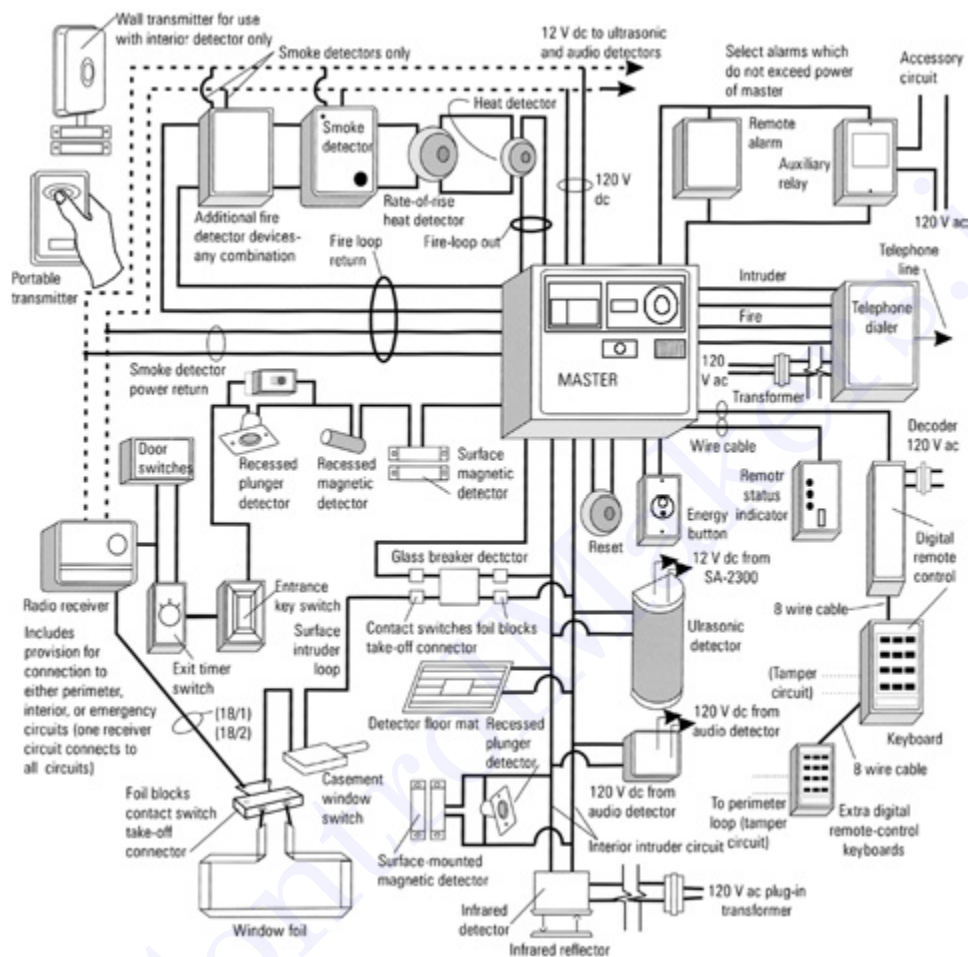 Wall transmitter for use
with interior detector only
Smoke detectors only
12 V dc to ultrasonic
and audio detectors
Select alarms which
do not exceed power
of master
Accessory
circuit
Heat detector
Smoke
detector
Remote
alarm
Auxiliary
relay
120 V
dc
Rate-of-rise
heat detector
Additional fire
detector devices-
any combination
Fire loop
return
Fire-loop out
120 V ac
Portable
transmitter
Telephone
line
Intruder
Fire
Telephone
dialer
Smoke detector
power return
MASTER
120
V ac
Transformer
Decoder
120 V ac
Wire cable
Door
switches
Recessed
plunger
detector
Recessed
magnetic
detector
Surface
magnetic
detector
Reset
Energy
button
Remotr
status
indicator
Digital
remote
control
Glass breaker dectctor
12 V dc from
SA-2300
Radio receiver
Entrance
key switch
Surface
intruder
loop
Contact switches foil blocks
take-off connector
Ulrasonic
detector
8 wire cable
Includes
provision for
connection to
either perimeter,
interior, or emergency
circuits (one receiver
circuit connects to
all circuits)
Exit timer
switch
(18/1)
(18/2)
(Tamper
circuit)
Detector floor mat
Recessed
plunger
detector
120 V dc from
audio detector
Keyboard
Casement
window
switch
8 wire cable
Foil blocks
contact switch
take-off
connector
120 V dc from
audio detector
To perimeter
loop (tamper
circuit)
Extra digital
remote-control
keyboards
Interior intruder circuit
Surface-mounted
magnetic detector
Window foil
Infrared
detector
120 V ac plug-in
transformer
Infrared reflector